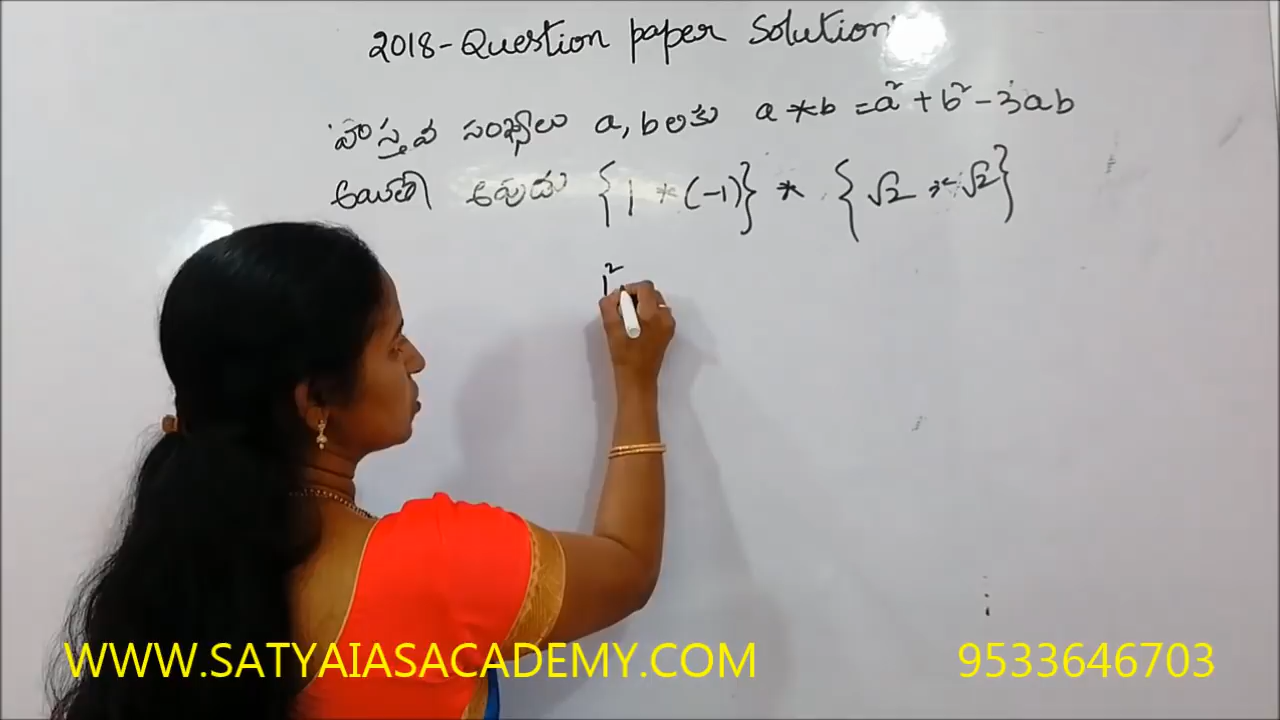 2018-Question paper Solution
వాస్తవ సంఖ్యలు a, b లకు a * b = a² + b² - 3ab
అయితే అపుడు {1 * (-1)} * {√2 * √2}
1²
WWW.SATYAIASACADEMY.COM
9533646703